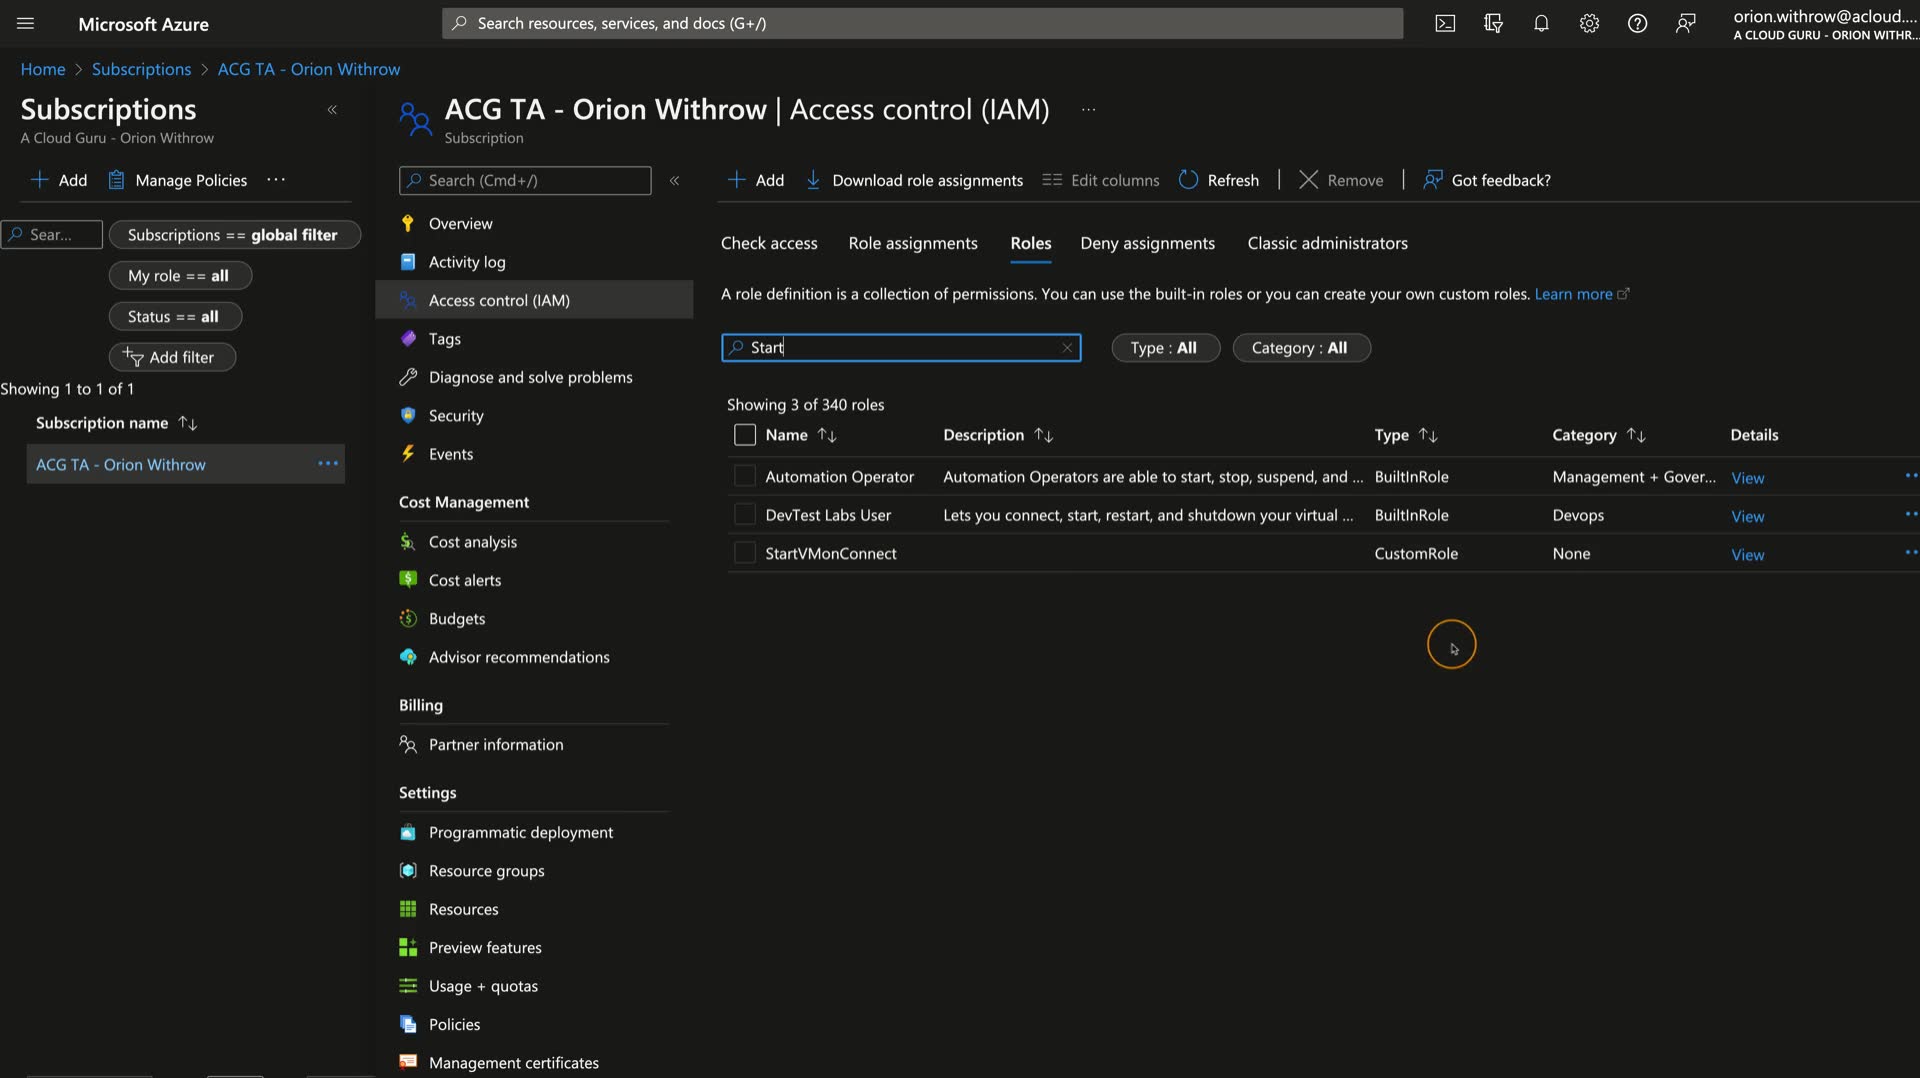 Microsoft Azure
Search resources, services, and docs (G+/)
orion.withrow@acloud....
A CLOUD GURU - ORION WITHR...
Home > Subscriptions > ACG TA - Orion Withrow
Subscriptions
A Cloud Guru - Orion Withrow
Add
Manage Policies
Sear...
Subscriptions == global filter
My role == all
Status == all
Add filter
Showing 1 to 1 of 1
Subscription name
ACG TA - Orion Withrow
ACG TA - Orion Withrow | Access control (IAM)
Subscription
Search (Cmd+/)
Overview
Activity log
Access control (IAM)
Tags
Diagnose and solve problems
Security
Events
Cost Management
Cost analysis
Cost alerts
Budgets
Advisor recommendations
Billing
Partner information
Settings
Programmatic deployment
Resource groups
Resources
Preview features
Usage + quotas
Policies
Management certificates
Add Download role assignments Edit columns Refresh | Remove | Got feedback?
Check access Role assignments Roles Deny assignments Classic administrators
A role definition is a collection of permissions. You can use the built-in roles or you can create your own custom roles. Learn more
Start
Type : All
Category : All
Showing 3 of 340 roles
Name Description Type Category Details
Automation Operator Automation Operators are able to start, stop, suspend, and ... BuiltInRole Management + Gover... View
DevTest Labs User Lets you connect, start, restart, and shutdown your virtual ... BuiltInRole Devops View
StartVMonConnect CustomRole None View